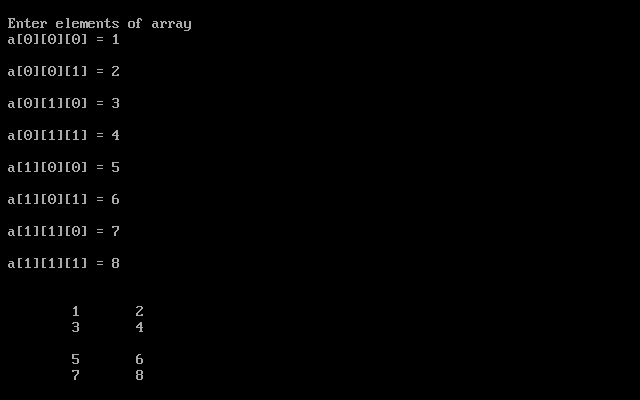 Enter elements of array
a[0][0][0] = 1
a[0][0][1] = 2
a[0][1][0] = 3
a[0][1][1] = 4
a[1][0][0] = 5
a[1][0][1] = 6
a[1][1][0] = 7
a[1][1][1] = 8
1 2
3 4
5 6
7 8